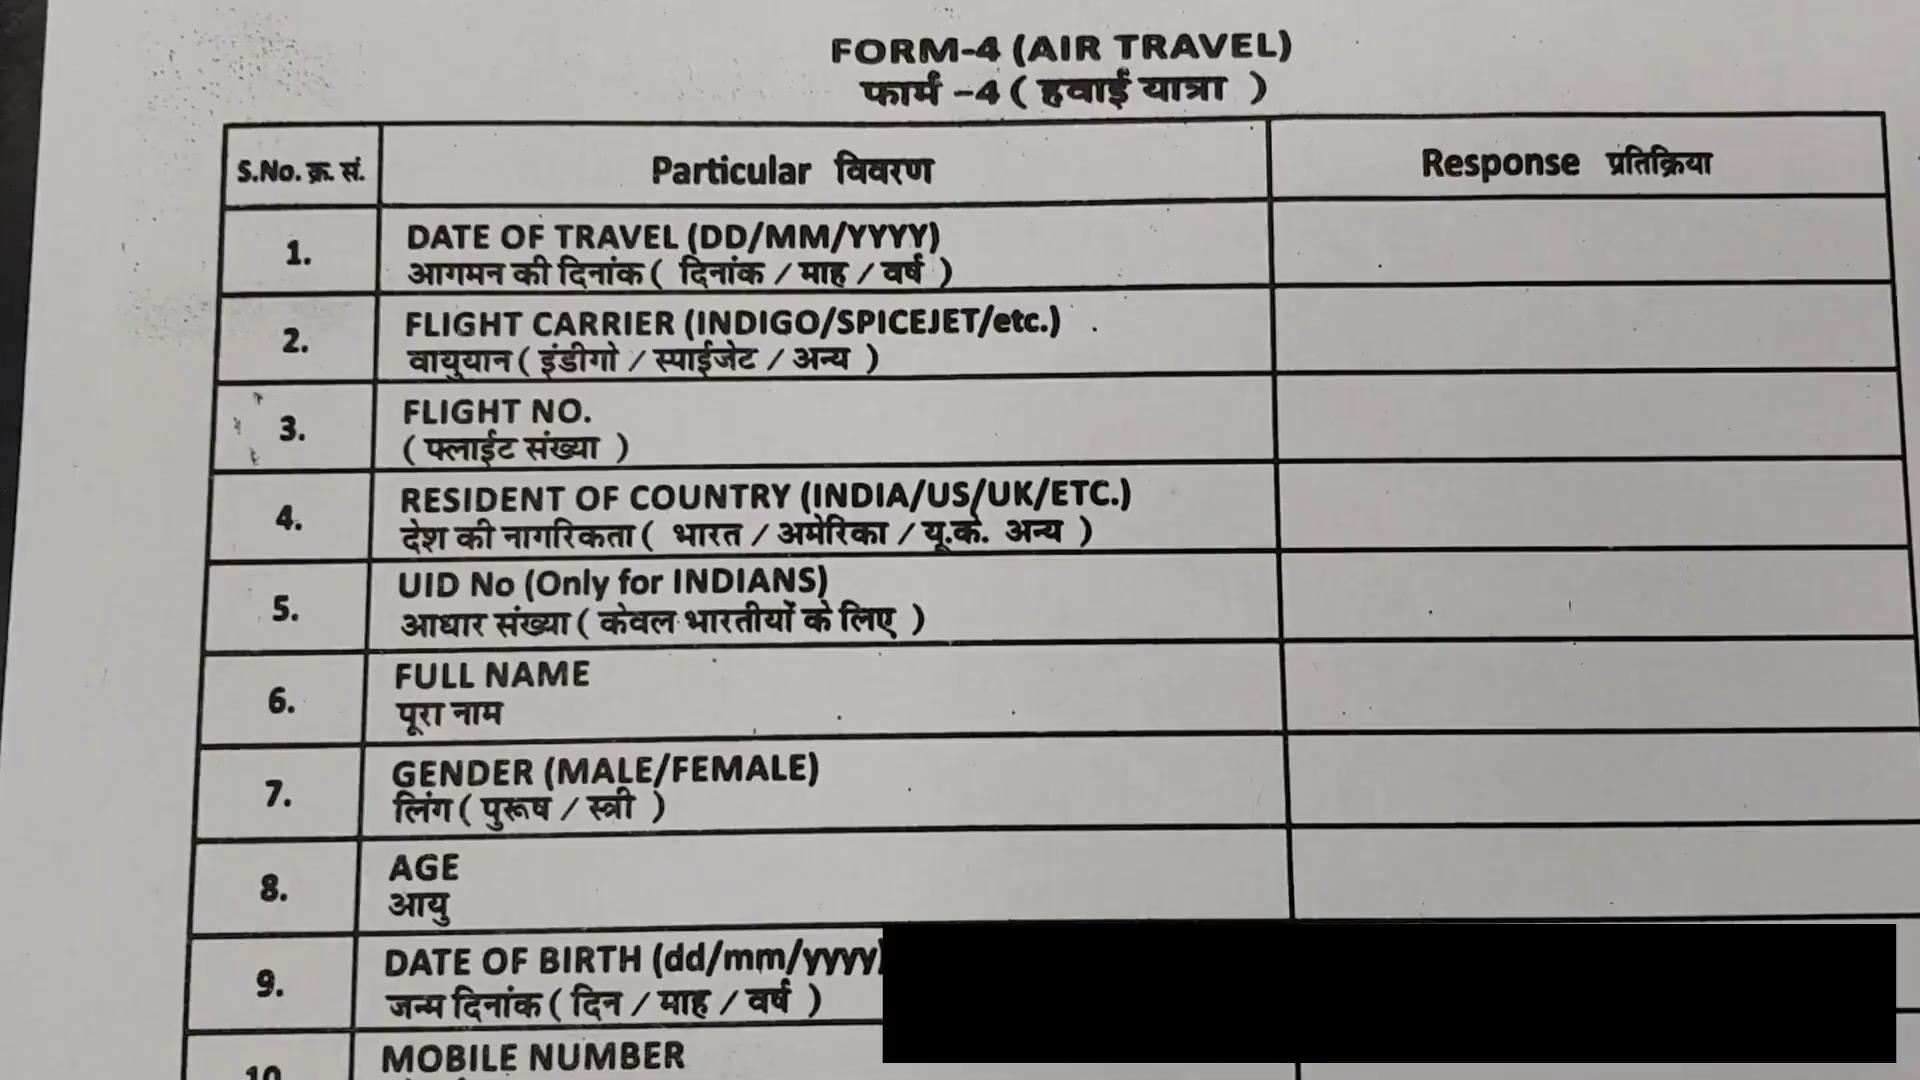 FORM-4 (AIR TRAVEL)
फार्म -4 ( हवाई यात्रा )
S.No. क्र. सं. Particular विवरण Response प्रतिक्रिया
1. DATE OF TRAVEL (DD/MM/YYYY)
आगमन की दिनांक ( दिनांक / माह / वर्ष )
2. FLIGHT CARRIER (INDIGO/SPICEJET/etc.)
वायुयान ( इंडीगो / स्पाईजेट / अन्य )
3. FLIGHT NO.
( फ्लाईट संख्या )
4. RESIDENT OF COUNTRY (INDIA/US/UK/ETC.)
देश की नागरिकता ( भारत / अमेरिका / यू.के. अन्य )
5. UID No (Only for INDIANS)
आधार संख्या ( केवल भारतीयों के लिए )
6. FULL NAME
पूरा नाम
7. GENDER (MALE/FEMALE)
लिंग ( पुरूष / स्त्री )
8. AGE
आयु
9. DATE OF BIRTH (dd/mm/yyyy)
जन्म दिनांक ( दिन / माह / वर्ष )
10. MOBILE NUMBER